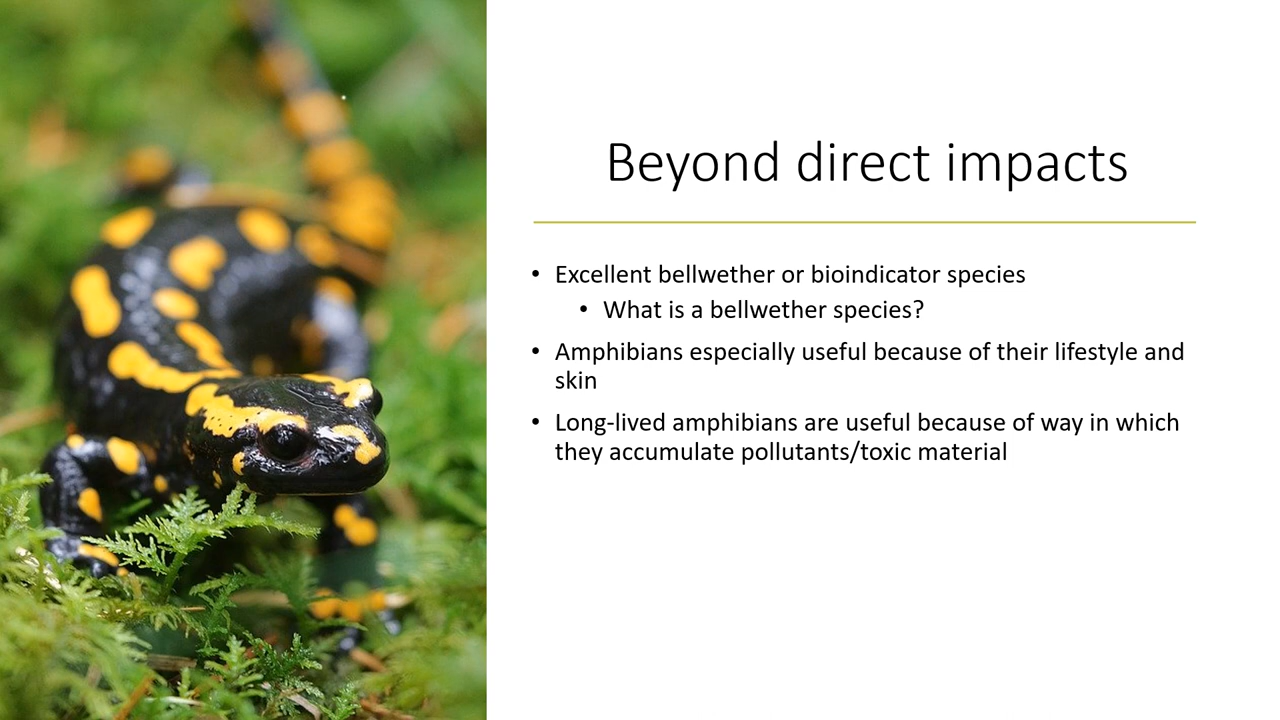 Beyond direct impacts
• Excellent bellwether or bioindicator species
• What is a bellwether species?
• Amphibians especially useful because of their lifestyle and
skin
• Long-lived amphibians are useful because of way in which
they accumulate pollutants/toxic material